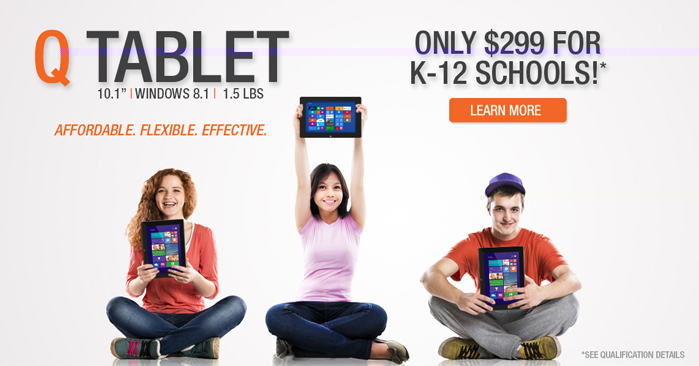 Q TABLET
10.1" | WINDOWS 8.1 | 1.5 LBS
AFFORDABLE. FLEXIBLE. EFFECTIVE.
ONLY $299 FOR
K-12 SCHOOLS!*
LEARN MORE
*SEE QUALIFICATION DETAILS